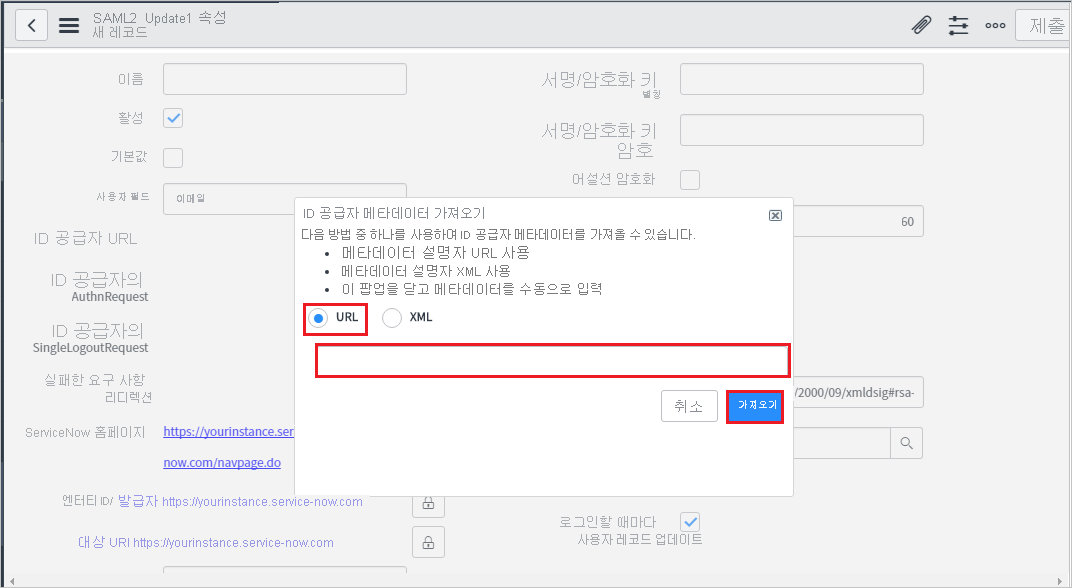 SAML2_Update1 속성
새 레코드
제출
이름
활성
기본값
사용자 필드
이메일
ID 공급자 URL
ID 공급자의
AuthnRequest
ID 공급자의
SingleLogoutRequest
실패한 요구 사항
리디렉션
ServiceNow 홈페이지
https://yourinstance.ser
now.com/navpage.do
엔터티 ID/ 발급자 https://yourinstance.service-now.com
대상 URI https://yourinstance.service-now.com
서명/암호화 키
별칭
서명/암호화 키
암호
어설션 암호화
60
/2000/09/xmldsig#rsa-
로그인할 때마다
사용자 레코드 업데이트
ID 공급자 메타데이터 가져오기
다음 방법 중 하나를 사용하여 ID 공급자 메타데이터를 가져올 수 있습니다.
• 메타데이터 설명자 URL 사용
• 메타데이터 설명자 XML 사용
• 이 팝업을 닫고 메타데이터를 수동으로 입력
URL
XML
취소
가져오기